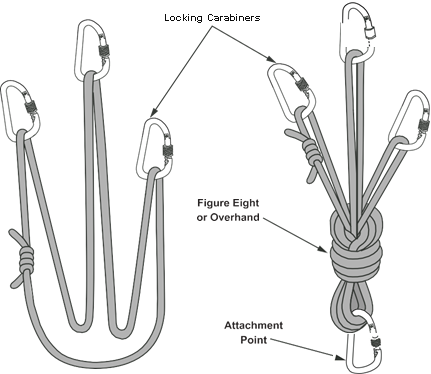 Locking Carabiners
Figure Eight
or Overhand
Attachment
Point